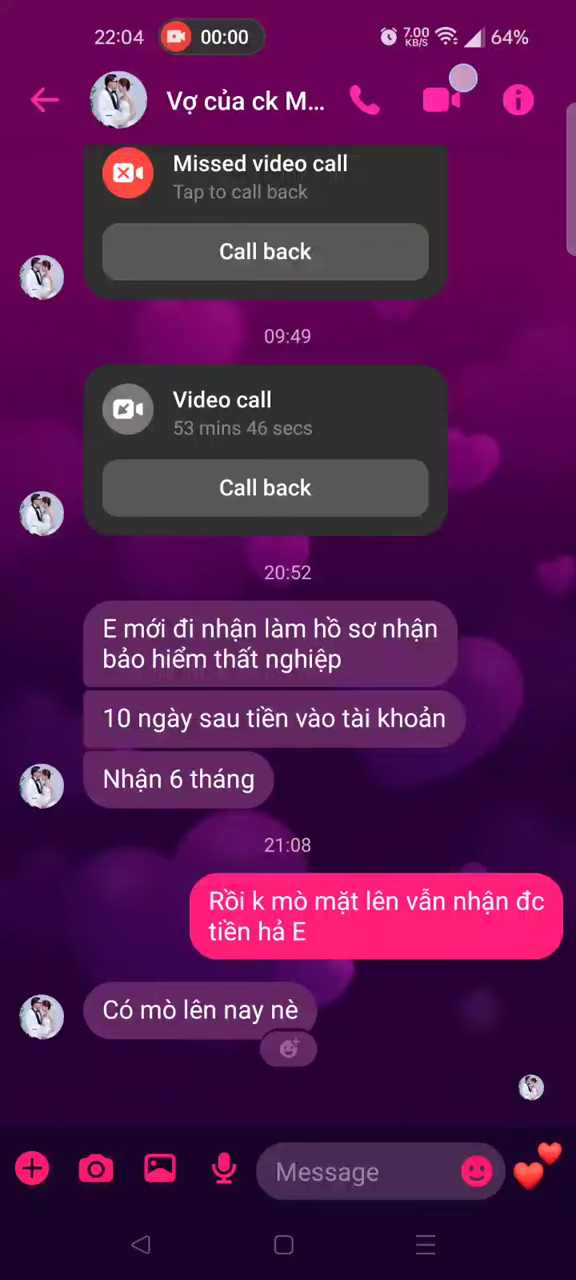 22:04
00:00
7.00
KB/S
64%
Vợ của ck M...
Missed video call
Tap to call back
Call back
09:49
Video call
53 mins 46 secs
Call back
20:52
E mới đi nhận làm hồ sơ nhận
bảo hiểm thất nghiệp
10 ngày sau tiền vào tài khoản
Nhận 6 tháng
21:08
Rồi k mò mặt lên vẫn nhận đc
tiền hả E
Có mò lên nay nè
Message